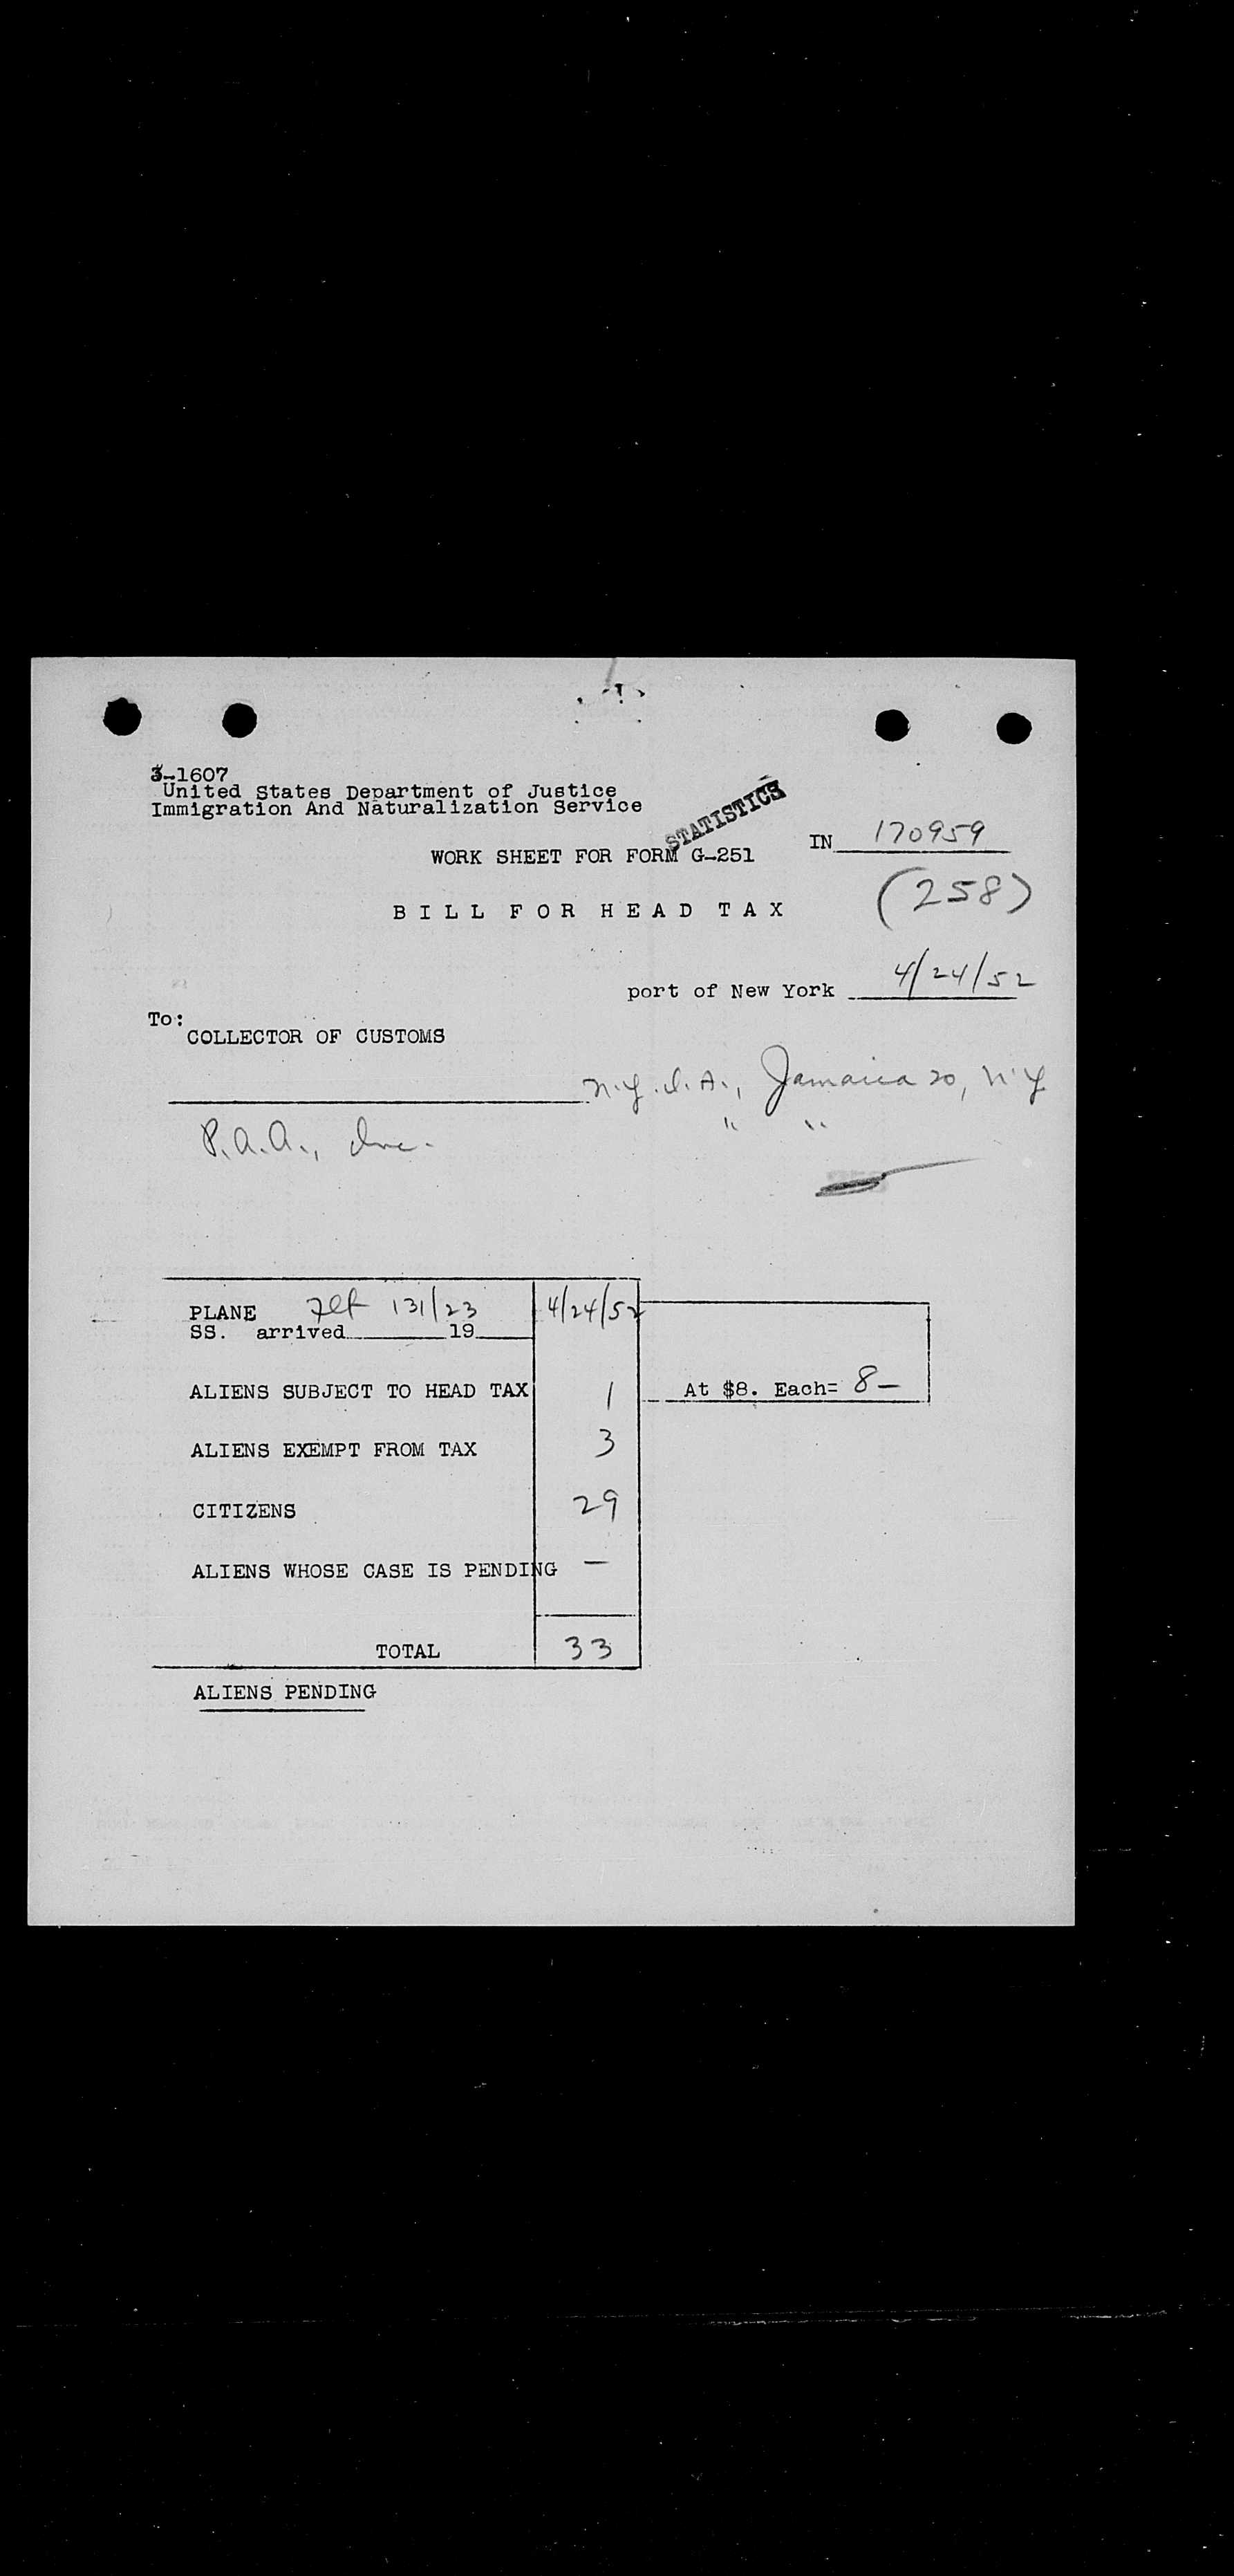 3-1607
United States Department of Justice
Immigration And Naturalization Service
STATISTICS
IN 170959
WORK SHEET FOR FORM G-251
(258)
BILL FOR HEAD TAX
port of New York 4/24/52
To:
COLLECTOR OF CUSTOMS
N.Y.I.A., Jamaica 20, N.Y
P.A.A., Inc. " "
PLANE Flt 131/23 4/24/52
SS. arrived 19
ALIENS SUBJECT TO HEAD TAX 1 At $8. Each= 8-
ALIENS EXEMPT FROM TAX 3
CITIZENS 29
ALIENS WHOSE CASE IS PENDING -
TOTAL 33
ALIENS PENDING